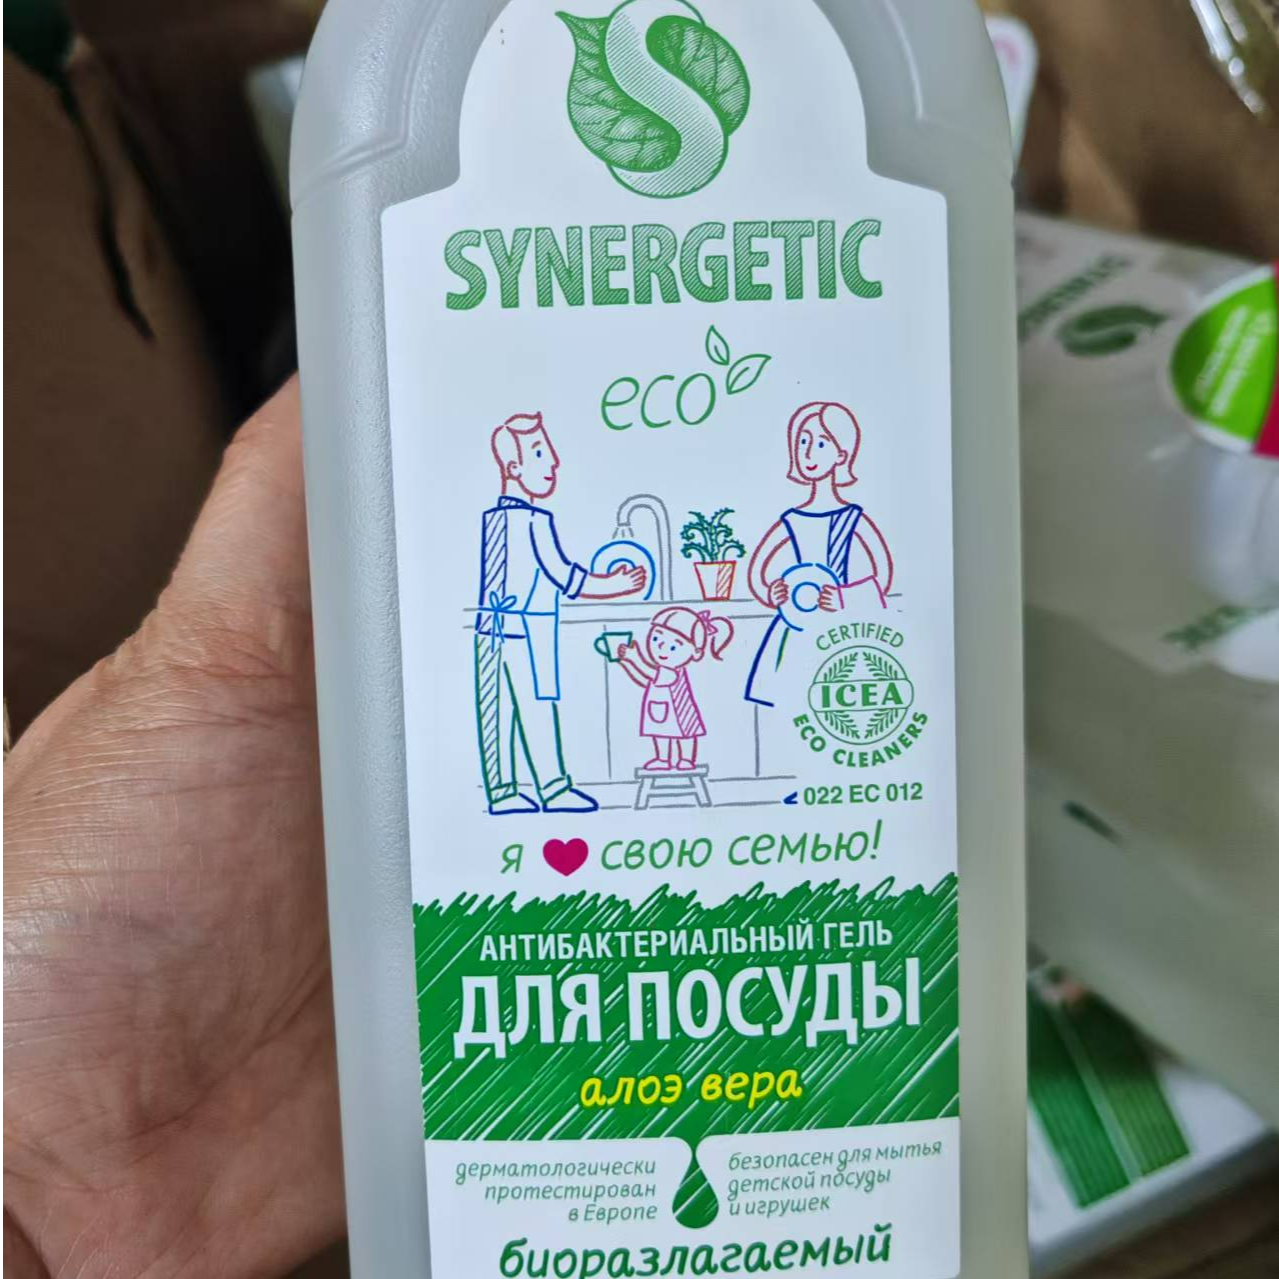 SYNERGETIC
eco
CERTIFIED
ICEA
ECO CLEANERS
022 EC 012
я ❤ свою семью!
АНТИБАКТЕРИАЛЬНЫЙ ГЕЛЬ
ДЛЯ ПОСУДЫ
алоэ вера
дерматологически
протестирован
в Европе
безопасен для мытья
детской посуды
и игрушек
биоразлагаемый